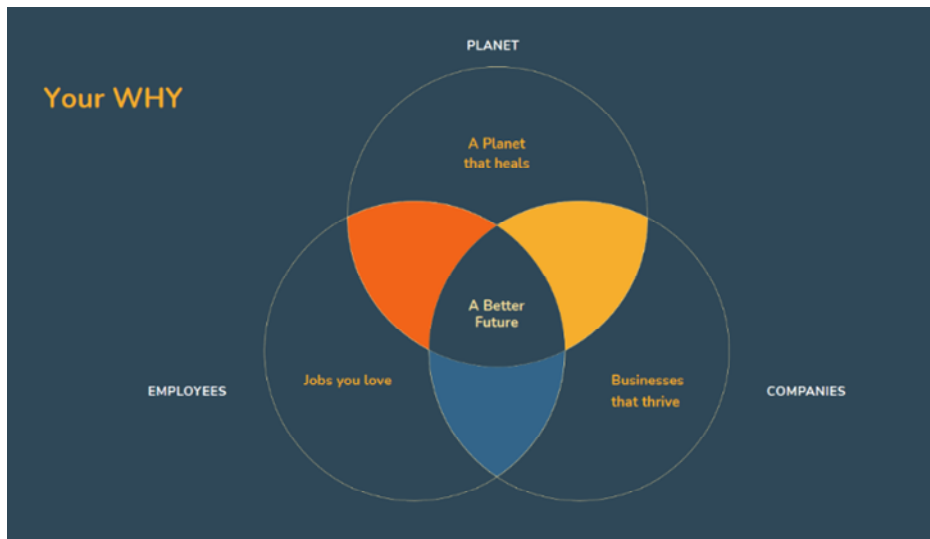 PLANET
Your WHY
A Planet
that heals
A Better
Future
Jobs you love
Businesses
that thrive
EMPLOYEES
COMPANIES